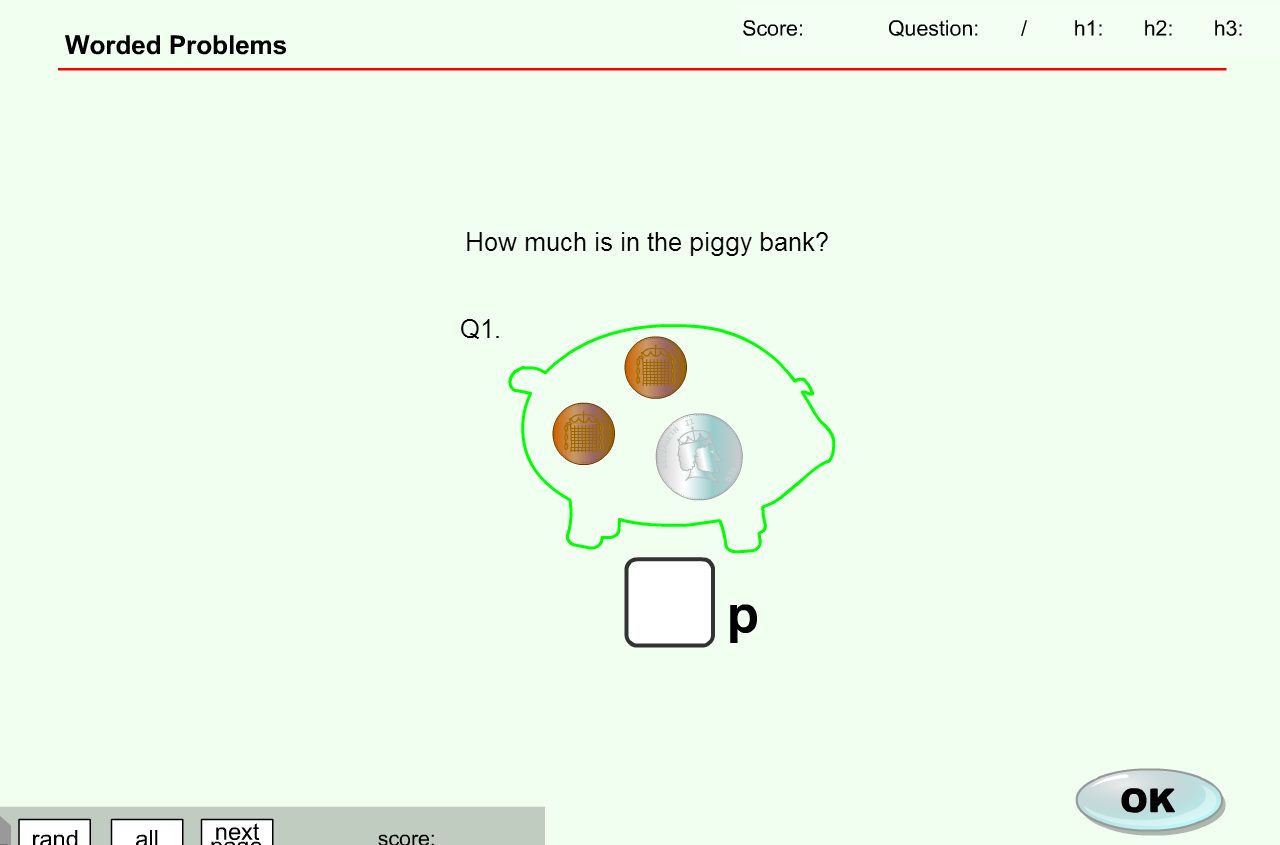 Worded Problems
Score: Question: / h1: h2: h3:
How much is in the piggy bank?
Q1.
p
OK
rand all next page score: